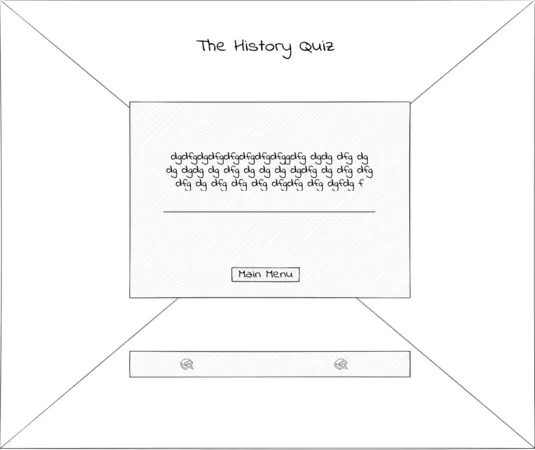 The History Quiz
dgdfgdgdfgdfgdfgdfgdfggdfg dgdg dfg dg
dg dgdg dg dfg dg dg dg dgdfg dg dfg dfg
dfg dg dfg dfg dfg dfgdfg dfg dgfdg f
Main Menu